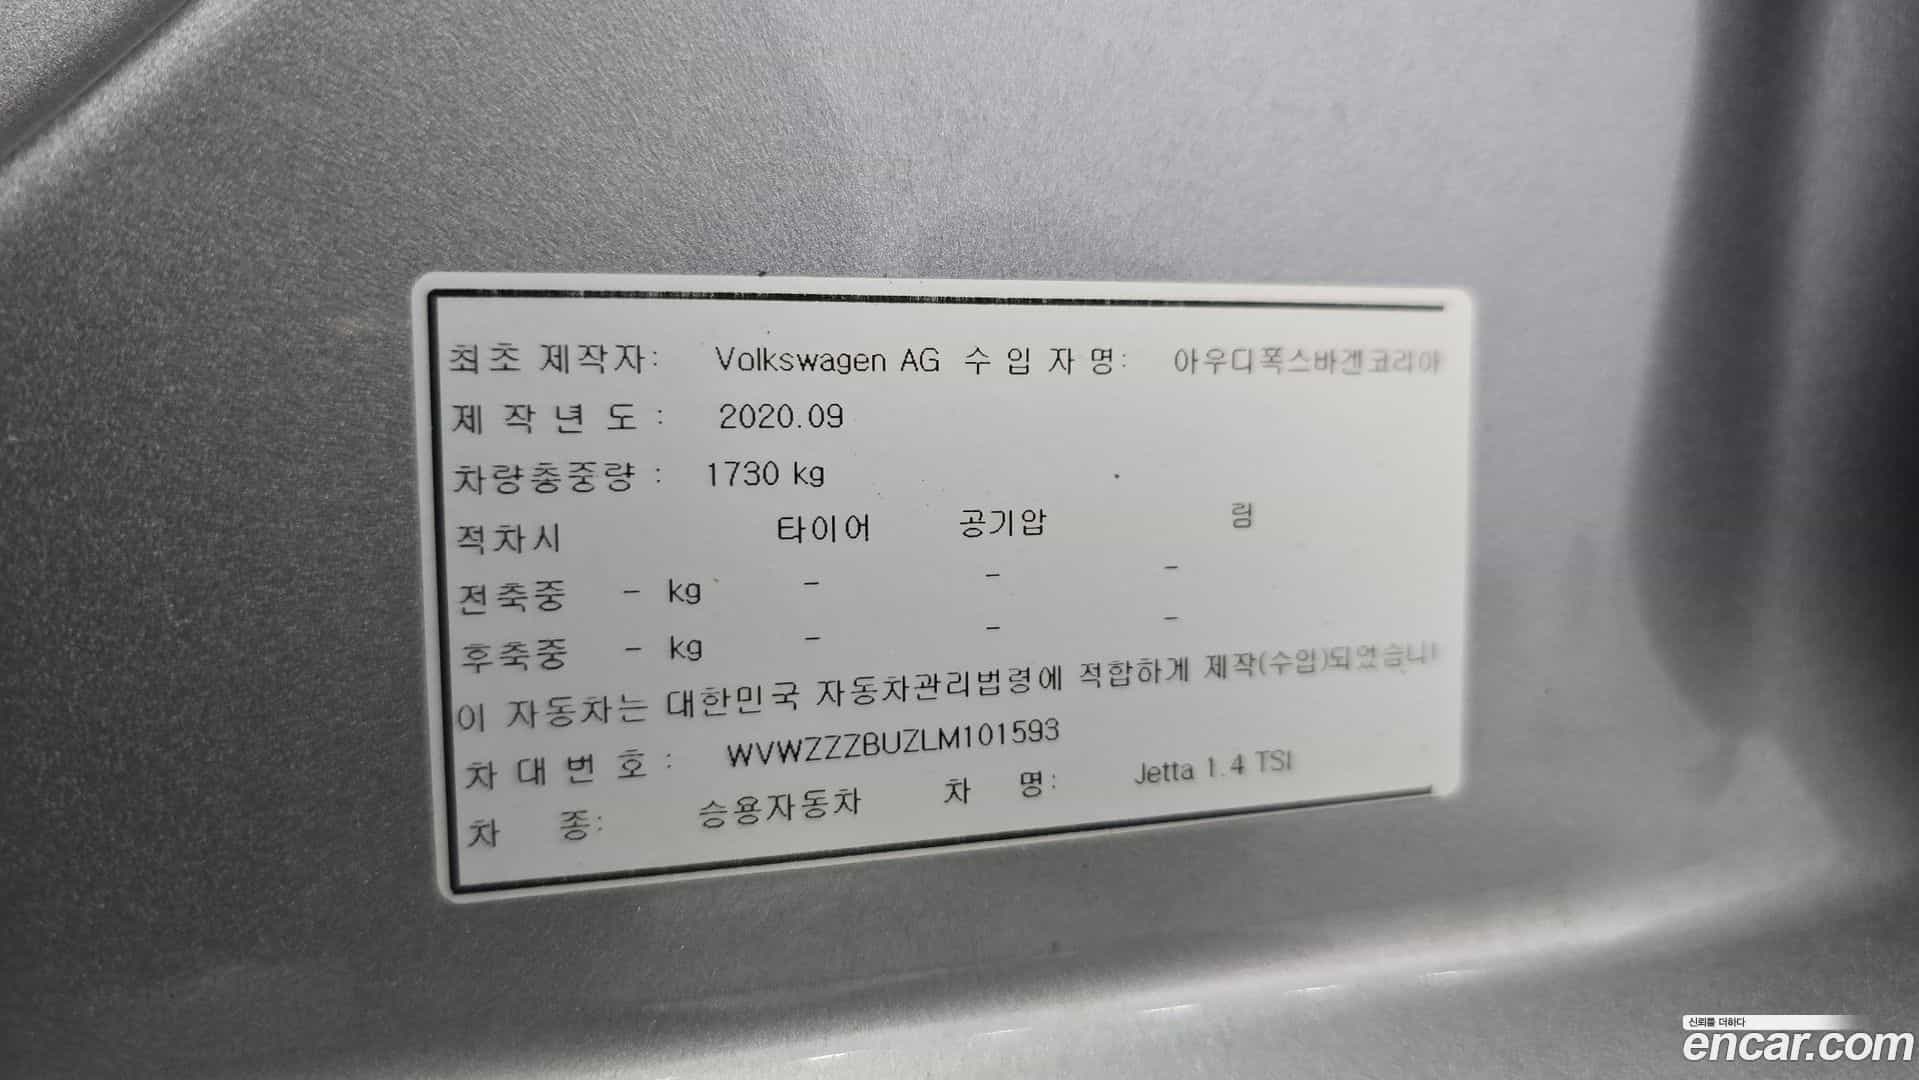 최초 제작자: Volkswagen AG 수 입 자 명: 아우디폭스바겐코리아
제 작 년 도 : 2020.09
차량총중량 : 1730 kg
적차시 타이어 공기압 림
전축중 - kg - - -
후축중 - kg - - -
이 자동차는 대한민국 자동차관리법령에 적합하게 제작(수입)되었습니
차 대 번 호 : WVWZZZBUZLM101593
차 종: 승용자동차 차 명: Jetta 1.4 TSI
신뢰를 더하다
encar.com